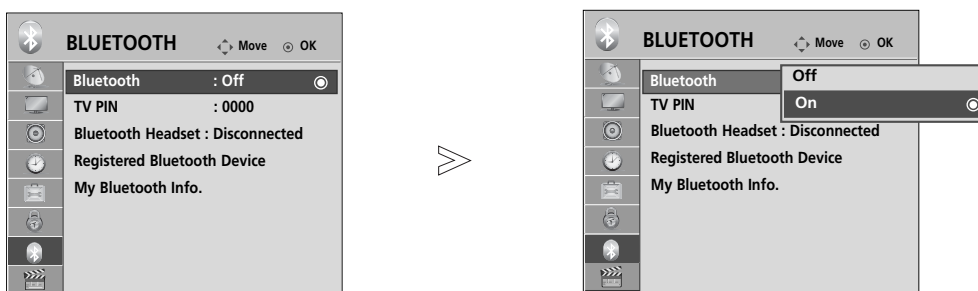 BLUETOOTH Move OK
Bluetooth : Off
TV PIN : 0000
Bluetooth Headset : Disconnected
Registered Bluetooth Device
My Bluetooth Info.
BLUETOOTH Move OK
Bluetooth
Off
On
TV PIN
Bluetooth Headset : Disconnected
Registered Bluetooth Device
My Bluetooth Info.